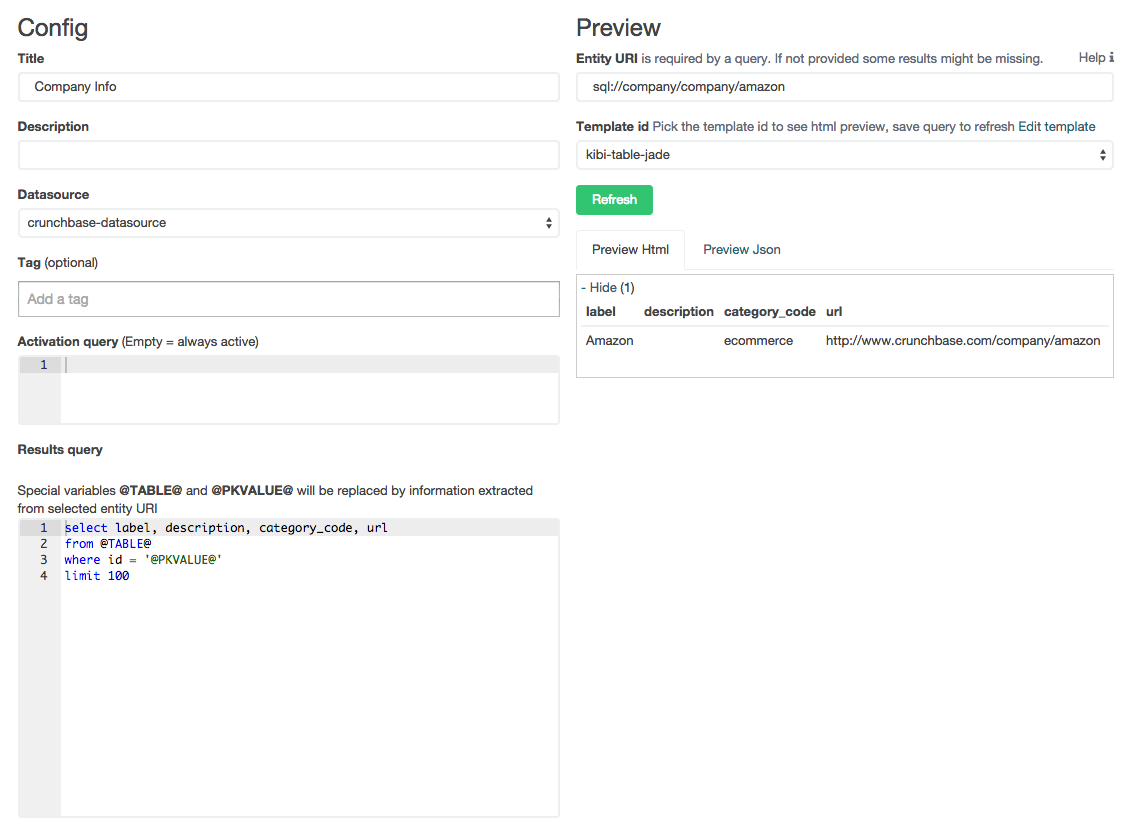 Config
Title
Company Info
Description
Datasource
crunchbase-datasource
Tag (optional)
Add a tag
Activation query (Empty = always active)
1
Results query
Special variables @TABLE@ and @PKVALUE@ will be replaced by information extracted
from selected entity URI
1 select label, description, category_code, url
2 from @TABLE@
3 where id = '@PKVALUE@'
4 limit 100
Preview
Entity URI is required by a query. If not provided some results might be missing. Help i
sql://company/company/amazon
Template id Pick the template id to see html preview, save query to refresh Edit template
kibi-table-jade
Refresh
Preview Html Preview Json
- Hide (1)
label description category_code url
Amazon ecommerce http://www.crunchbase.com/company/amazon